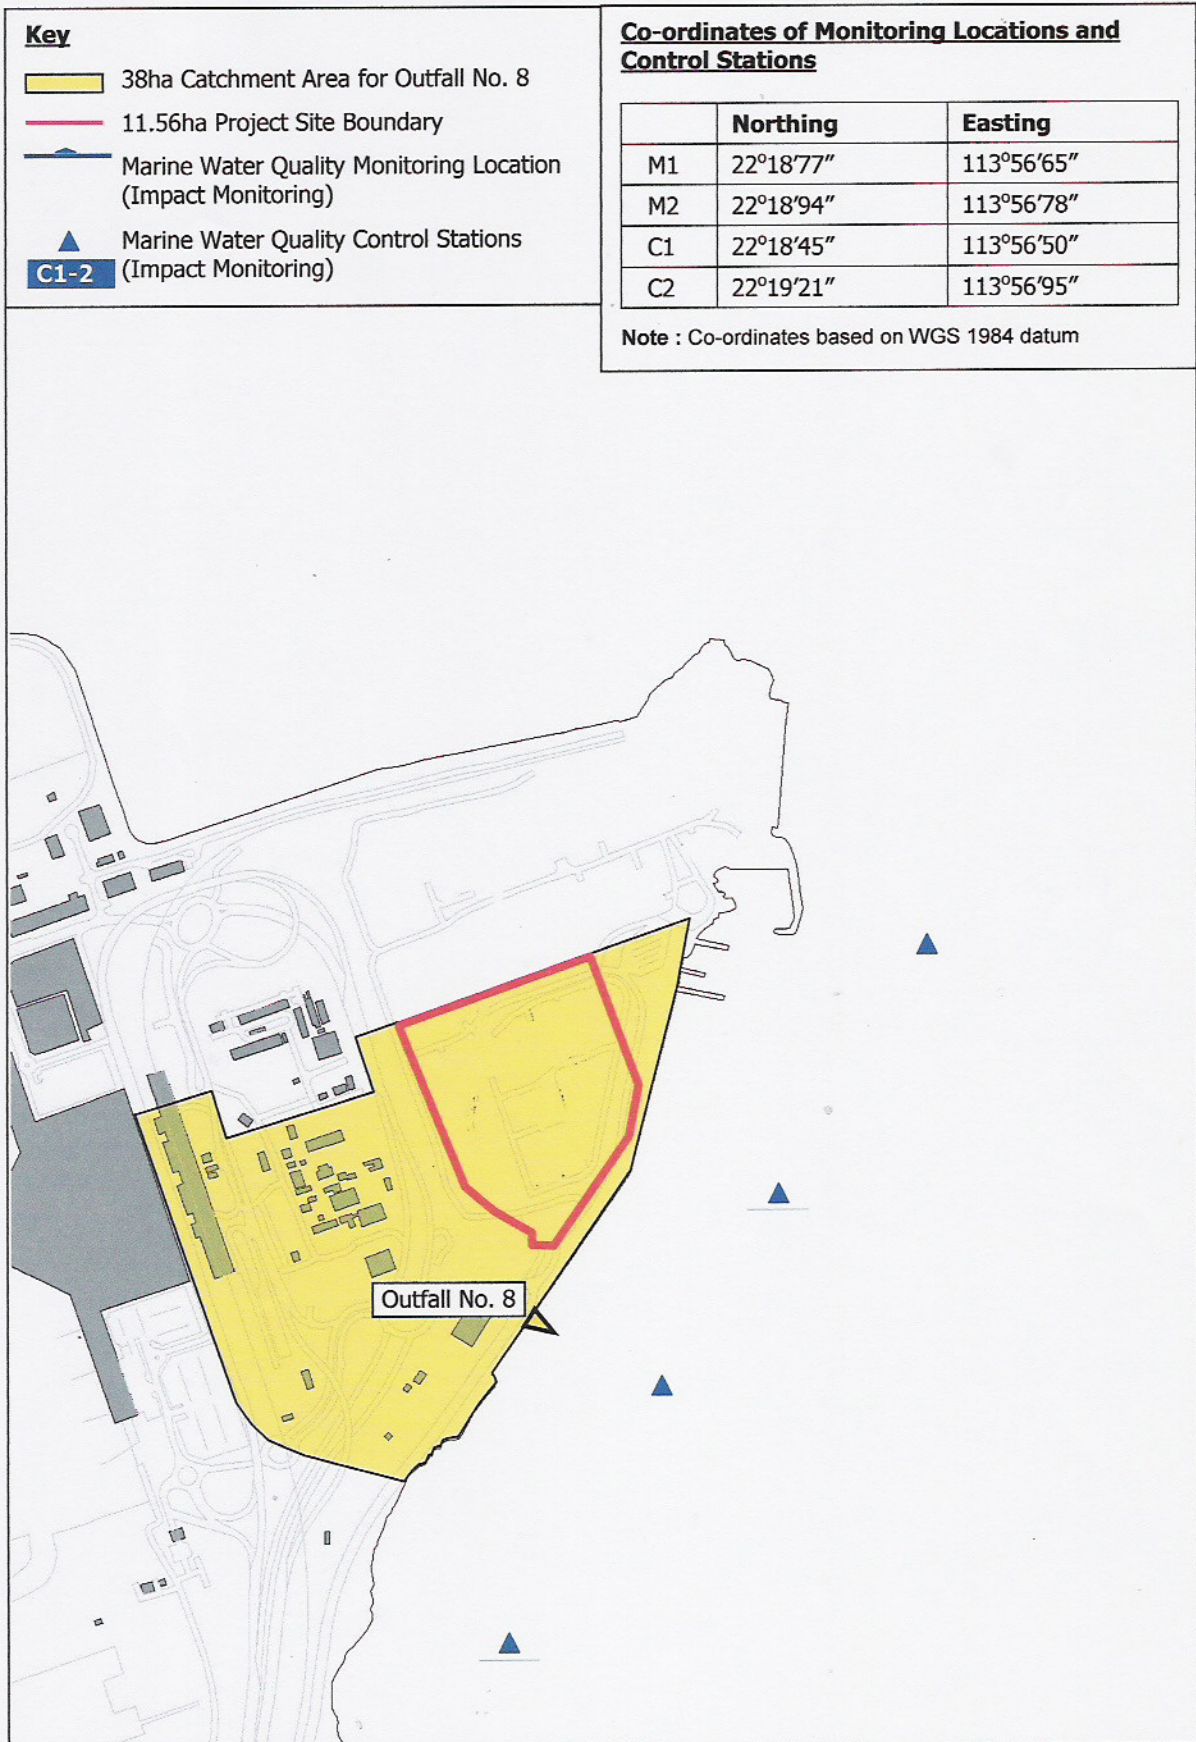 Key
38ha Catchment Area for Outfall No. 8
11.56ha Project Site Boundary
Marine Water Quality Monitoring Location
(Impact Monitoring)
Marine Water Quality Control Stations
C1-2 (Impact Monitoring)
Co-ordinates of Monitoring Locations and
Control Stations
Northing Easting
M1 22°18'77" 113°56'65"
M2 22°18'94" 113°56'78"
C1 22°18'45" 113°56'50"
C2 22°19'21" 113°56'95"
Note : Co-ordinates based on WGS 1984 datum
Outfall No. 8